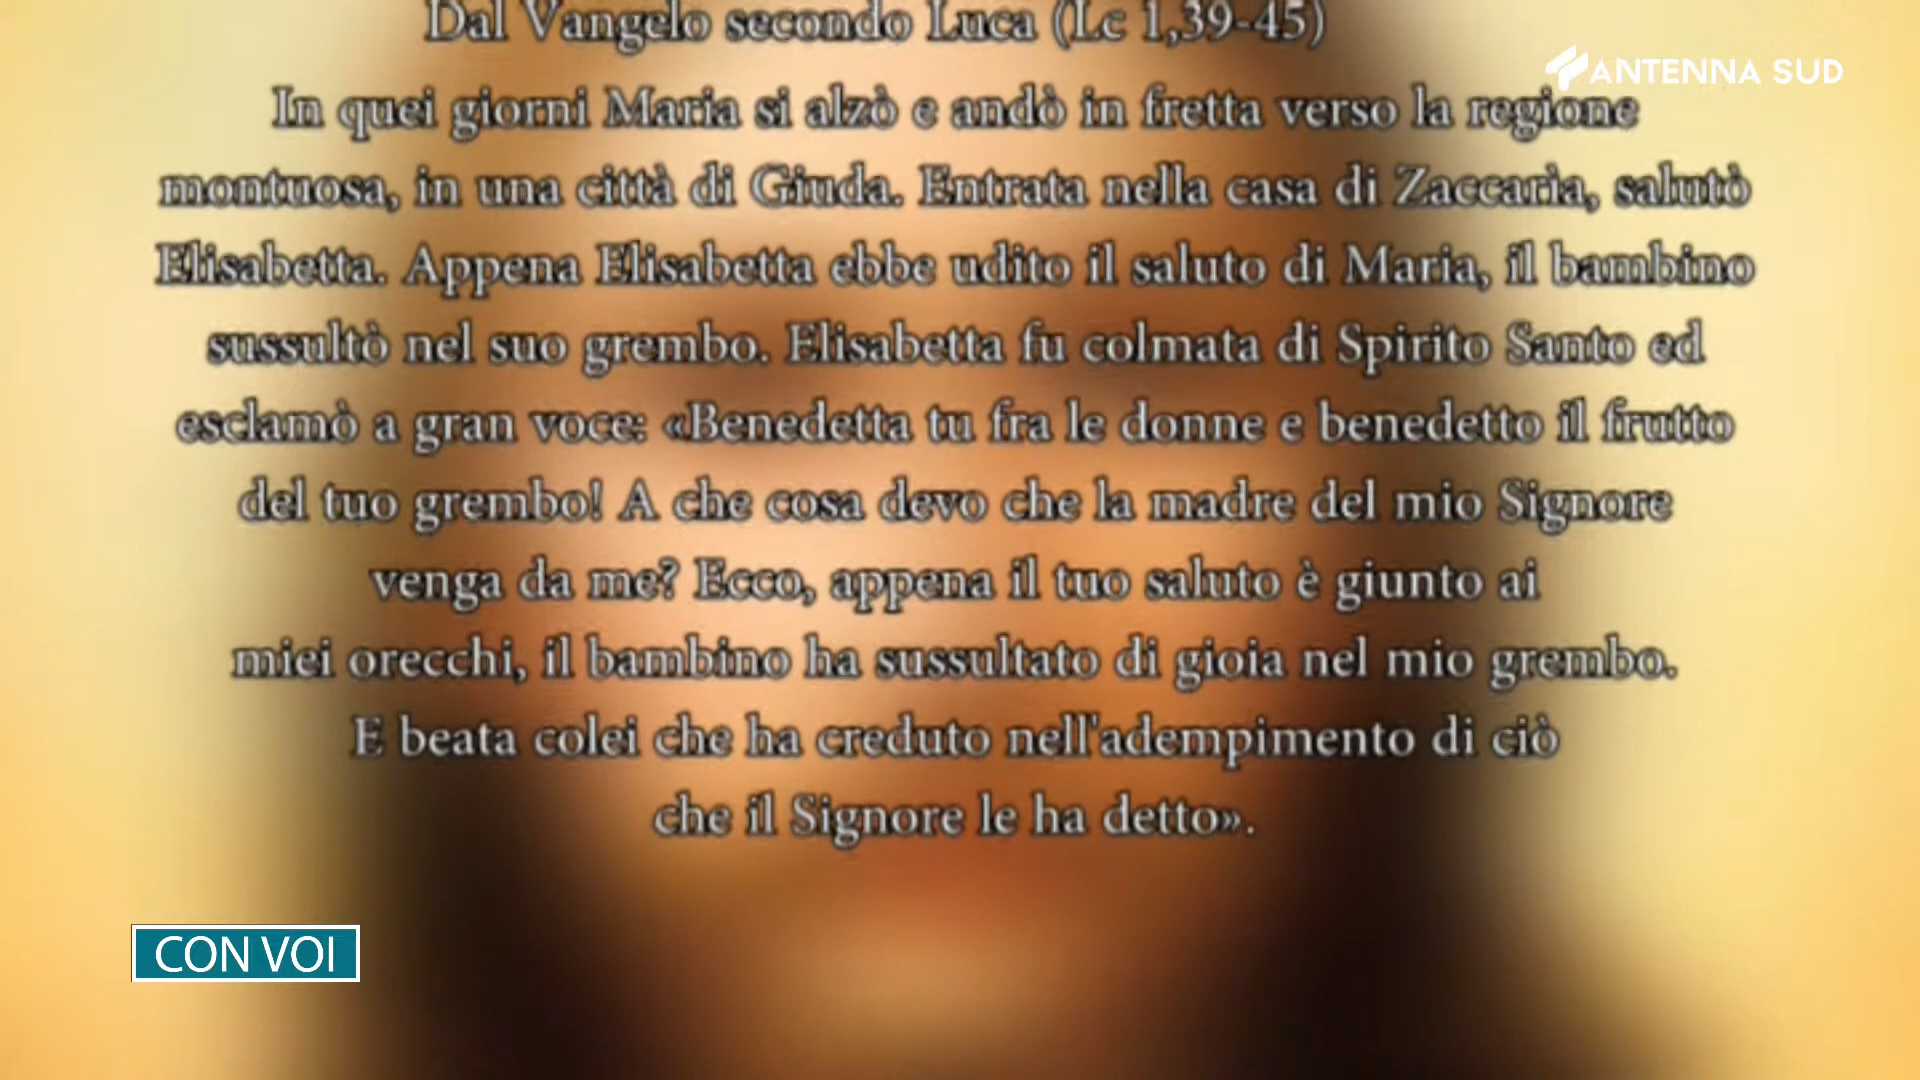 Dal Vangelo secondo Luca (Lc 1,39-45)
ANTENNA SUD
In quei giorni Maria si alzò e andò in fretta verso la regione
montuosa, in una città di Giuda. Entrata nella casa di Zaccarìa, salutò
Elisabetta. Appena Elisabetta ebbe udito il saluto di Maria, il bambino
sussultò nel suo grembo. Elisabetta fu colmata di Spirito Santo ed
esclamò a gran voce: «Benedetta tu fra le donne e benedetto il frutto
del tuo grembo! A che cosa devo che la madre del mio Signore
venga da me? Ecco, appena il tuo saluto è giunto ai
miei orecchi, il bambino ha sussultato di gioia nel mio grembo.
E beata colei che ha creduto nell'adempimento di ciò
che il Signore le ha detto».
CON VOI